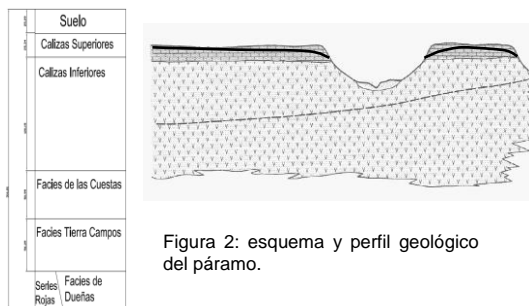 Suelo
Calizas Superiores
Calizas Inferiores
Facies de las Cuestas
Facies Tierra Campos
Series Rojas
Facies de Dueñas
Figura 2: esquema y perfil geológico
del páramo.